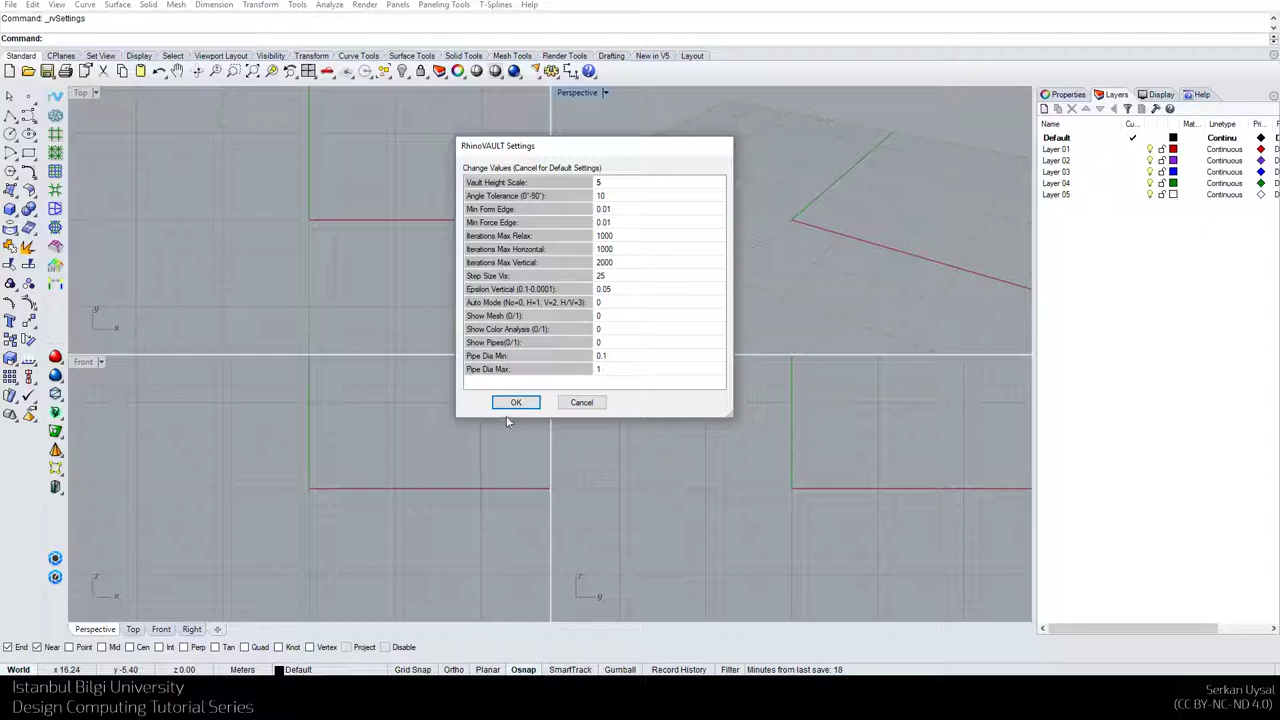 File Edit View Curve Surface Solid Mesh Dimension Transform Tools Analyze Render Panels Paneling Tools T-Splines Help
Command: _rvSettings
Command:
Standard CPlanes Set View Display Select Viewport Layout Visibility Transform Curve Tools Surface Tools Solid Tools Mesh Tools Render Tools Drafting New in V5 Layout
Top
Perspective
Properties Layers Display Help
Name Cu... Mat... Linetype Pri...
Default Continu
Layer 01 Continuous D
Layer 02 Continuous D
Layer 03 Continuous D
Layer 04 Continuous D
Layer 05 Continuous D
RhinoVAULT Settings
Change Values (Cancel for Default Settings)
Vault Height Scale: 5
Angle Tolerance (0°-90°): 10
Min Form Edge: 0.01
Min Force Edge: 0.01
Iterations Max Relax: 1000
Iterations Max Horizontal: 1000
Iterations Max Vertical: 2000
Step Size Vis: 25
Epsilon Vertical (0.1-0.0001): 0.05
Auto Mode (No=0, H=1, V=2, H/V=3): 0
Show Mesh (0/1): 0
Show Color Analysis (0/1): 0
Show Pipes(0/1): 0
Pipe Dia Min: 0.1
Pipe Dia Max: 1
OK Cancel
y
x
Front
z
x
z
y
Perspective Top Front Right
End Near Point Mid Cen Int Perp Tan Quad Knot Vertex Project Disable
World x 16.24 y -5.40 z 0.00 Meters Default Grid Snap Ortho Planar Osnap SmartTrack Gumball Record History Filter Minutes from last save: 18
Istanbul Bilgi University
Design Computing Tutorial Series
Serkan Uysal
(CC BY-NC-ND 4.0)